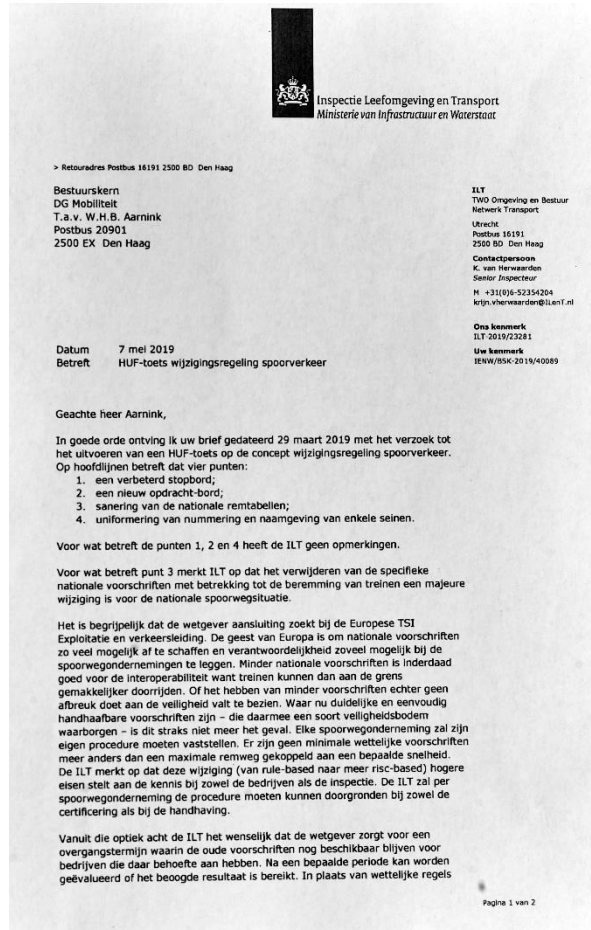 Inspectie Leefomgeving en Transport
Ministerie van Infrastructuur en Waterstaat
> Retouradres Postbus 16191 2500 BD Den Haag
Bestuurskern
DG Mobiliteit
T.a.v. W.H.B. Aarnink
Postbus 20901
2500 EX Den Haag
ILT
TWO Omgeving en Bestuur
Netwerk Transport
Utrecht
Postbus 16191
2500 BD Den Haag
Contactpersoon
K. van Herwaarden
Senior Inspecteur
M +31(0)6-52354204
krijn.vherwaarden@ILenT.nl
Ons kenmerk
ILT-2019/23281
Uw kenmerk
IENW/BSK-2019/40089
Datum 7 mei 2019
Betreft HUF-toets wijzigingsregeling spoorverkeer
Geachte heer Aarnink,
In goede orde ontving ik uw brief gedateerd 29 maart 2019 met het verzoek tot
het uitvoeren van een HUF-toets op de concept wijzigingsregeling spoorverkeer.
Op hoofdlijnen betreft dat vier punten:
1. een verbeterd stopbord;
2. een nieuw opdracht-bord;
3. sanering van de nationale remtabellen;
4. uniformering van nummering en naamgeving van enkele seinen.
Voor wat betreft de punten 1, 2 en 4 heeft de ILT geen opmerkingen.
Voor wat betreft punt 3 merkt ILT op dat het verwijderen van de specifieke
nationale voorschriften met betrekking tot de beremming van treinen een majeure
wijziging is voor de nationale spoorwegsituatie.
Het is begrijpelijk dat de wetgever aansluiting zoekt bij de Europese TSI
Exploitatie en verkeersleiding. De geest van Europa is om nationale voorschriften
zo veel mogelijk af te schaffen en verantwoordelijkheid zoveel mogelijk bij de
spoorwegondernemingen te leggen. Minder nationale voorschriften is inderdaad
goed voor de interoperabiliteit want treinen kunnen dan aan de grens
gemakkelijker doorrijden. Of het hebben van minder voorschriften echter geen
afbreuk doet aan de veiligheid valt te bezien. Waar nu duidelijke en eenvoudig
handhaafbare voorschriften zijn – die daarmee een soort veiligheidsbodem
waarborgen – is dit straks niet meer het geval. Elke spoorwegonderneming zal zijn
eigen procedure moeten vaststellen. Er zijn geen minimale wettelijke voorschriften
meer anders dan een maximale remweg gekoppeld aan een bepaalde snelheid.
De ILT merkt op dat deze wijziging (van rule-based naar meer risc-based) hogere
eisen stelt aan de kennis bij zowel de bedrijven als de inspectie. De ILT zal per
spoorwegonderneming de procedure moeten kunnen doorgronden bij zowel de
certificering als bij de handhaving.
Vanuit die optiek acht de ILT het wenselijk dat de wetgever zorgt voor een
overgangstermijn waarin de oude voorschriften nog beschikbaar blijven voor
bedrijven die daar behoefte aan hebben. Na een bepaalde periode kan worden
geëvalueerd of het beoogde resultaat is bereikt. In plaats van wettelijke regels
Pagina 1 van 2